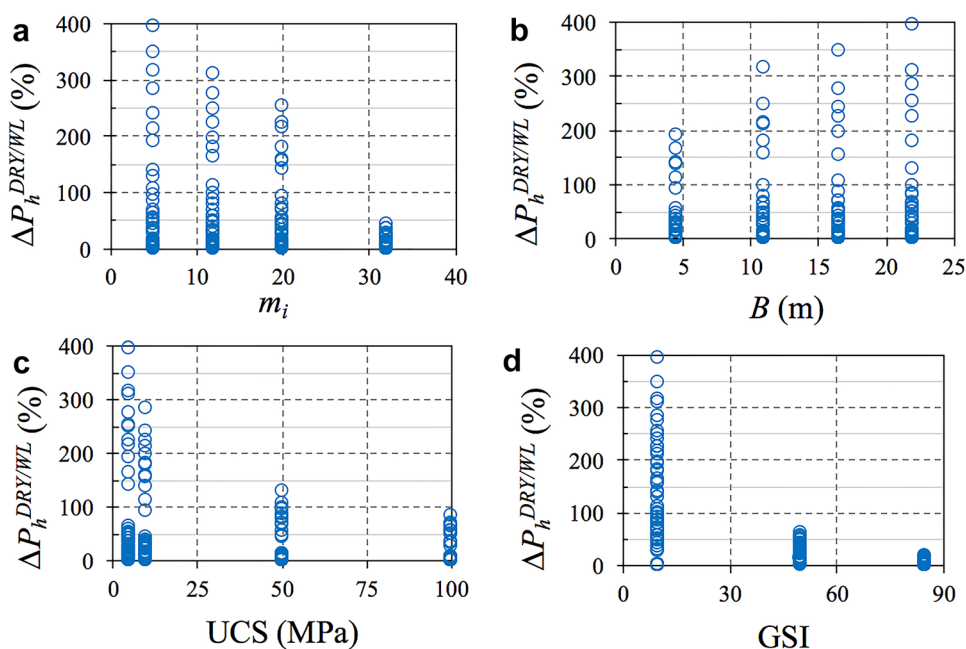 a
ΔP_h^{DRY/WL} (%)
400
300
200
100
0
0 10 20 30 40
m_i
b
ΔP_h^{DRY/WL} (%)
400
300
200
100
0
0 5 10 15 20 25
B (m)
c
ΔP_h^{DRY/WL} (%)
400
300
200
100
0
0 25 50 75 100
UCS (MPa)
d
ΔP_h^{DRY/WL} (%)
400
300
200
100
0
0 30 60 90
GSI